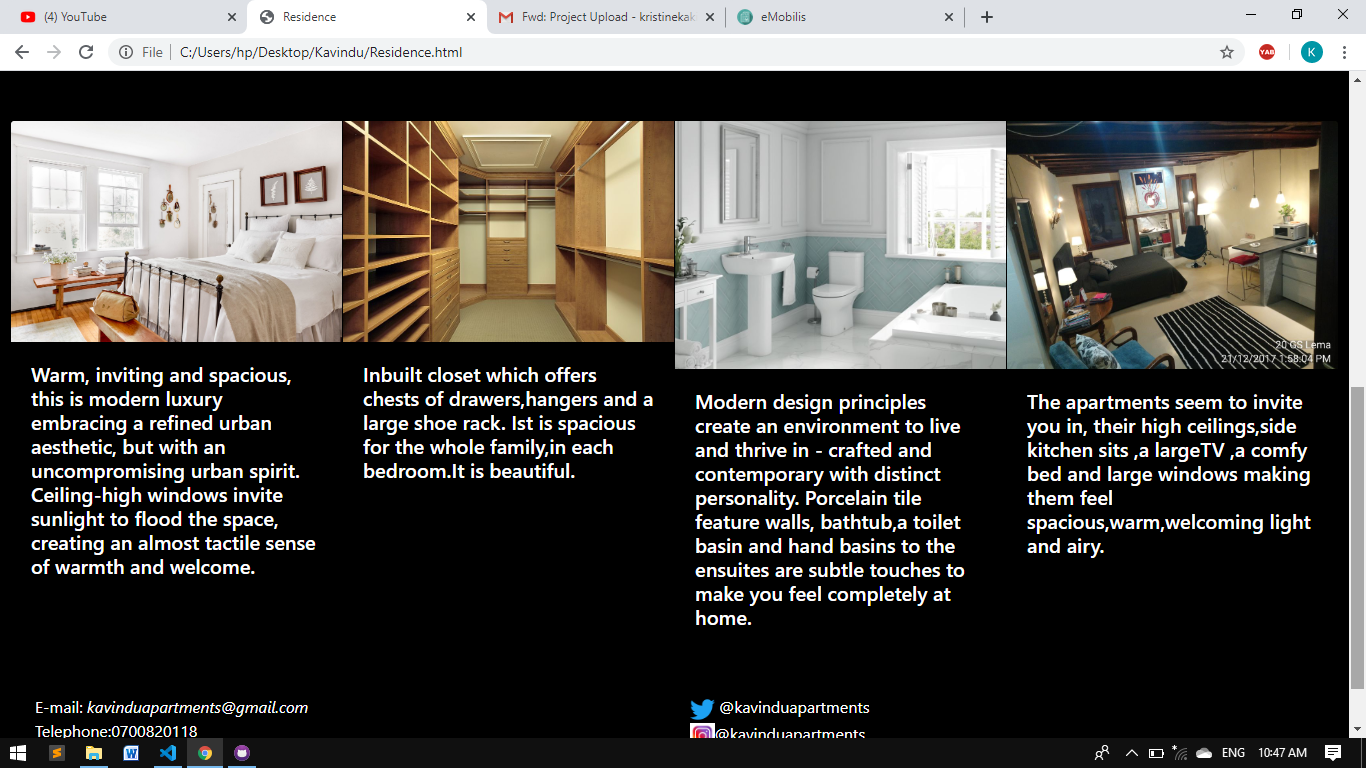 (4) YouTube
Residence
Fwd: Project Upload - kristinekak
eMobilis
File
C:/Users/hp/Desktop/Kavindu/Residence.html
YAB
K
20 GS Lema
21/12/2017 1:58:04 PM
Warm, inviting and spacious,
this is modern luxury
embracing a refined urban
aesthetic, but with an
uncompromising urban spirit.
Ceiling-high windows invite
sunlight to flood the space,
creating an almost tactile sense
of warmth and welcome.
Inbuilt closet which offers
chests of drawers,hangers and a
large shoe rack. Ist is spacious
for the whole family,in each
bedroom.It is beautiful.
Modern design principles
create an environment to live
and thrive in - crafted and
contemporary with distinct
personality. Porcelain tile
feature walls, bathtub,a toilet
basin and hand basins to the
ensuites are subtle touches to
make you feel completely at
home.
The apartments seem to invite
you in, their high ceilings,side
kitchen sits ,a largeTV ,a comfy
bed and large windows making
them feel
spacious,warm,welcoming light
and airy.
E-mail: kavinduapartments@gmail.com
Telephone:0700820118
@kavinduapartments
@kavinduapartments
ENG
10:47 AM